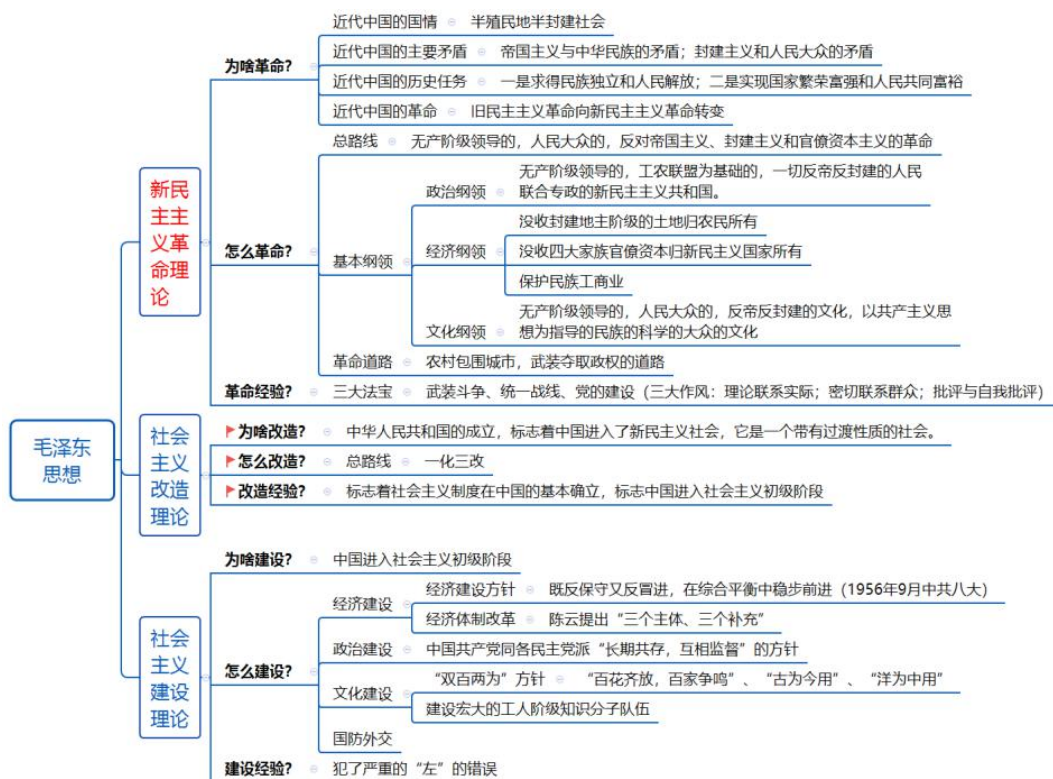 近代中国的国情 半殖民地半封建社会
近代中国的主要矛盾 帝国主义与中华民族的矛盾；封建主义和人民大众的矛盾
为啥革命？
近代中国的历史任务 一是求得民族独立和人民解放；二是实现国家繁荣富强和人民共同富裕
近代中国的革命 旧民主主义革命向新民主主义革命转变
总路线 无产阶级领导的，人民大众的，反对帝国主义、封建主义和官僚资本主义的革命
新民
主主
义革
命理
论
怎么革命？
基本纲领
政治纲领
无产阶级领导的，工农联盟为基础的，一切反帝反封建的人民
联合专政的新民主主义共和国。
经济纲领
没收封建地主阶级的土地归农民所有
没收四大家族官僚资本归新民主义国家所有
保护民族工商业
文化纲领
无产阶级领导的，人民大众的，反帝反封建的文化，以共产主义思
想为指导的民族的科学的大众的文化
革命道路 农村包围城市，武装夺取政权的道路
革命经验？ 三大法宝 武装斗争、统一战线、党的建设（三大作风：理论联系实际；密切联系群众；批评与自我批评）
毛泽东
思想
社会
主义
改造
理论
为啥改造？ 中华人民共和国的成立，标志着中国进入了新民主义社会，它是一个带有过渡性质的社会。
怎么改造？ 总路线 一化三改
改造经验？ 标志着社会主义制度在中国的基本确立，标志中国进入社会主义初级阶段
社会
主义
建设
理论
为啥建设？ 中国进入社会主义初级阶段
怎么建设？
经济建设
经济建设方针 既反保守又反冒进，在综合平衡中稳步前进（1956年9月中共八大）
经济体制改革 陈云提出“三个主体、三个补充”
政治建设 中国共产党同各民主党派“长期共存，互相监督”的方针
文化建设
“双百两为”方针 “百花齐放，百家争鸣”、“古为今用”、“洋为中用”
建设宏大的工人阶级知识分子队伍
国防外交
建设经验？ 犯了严重的“左”的错误